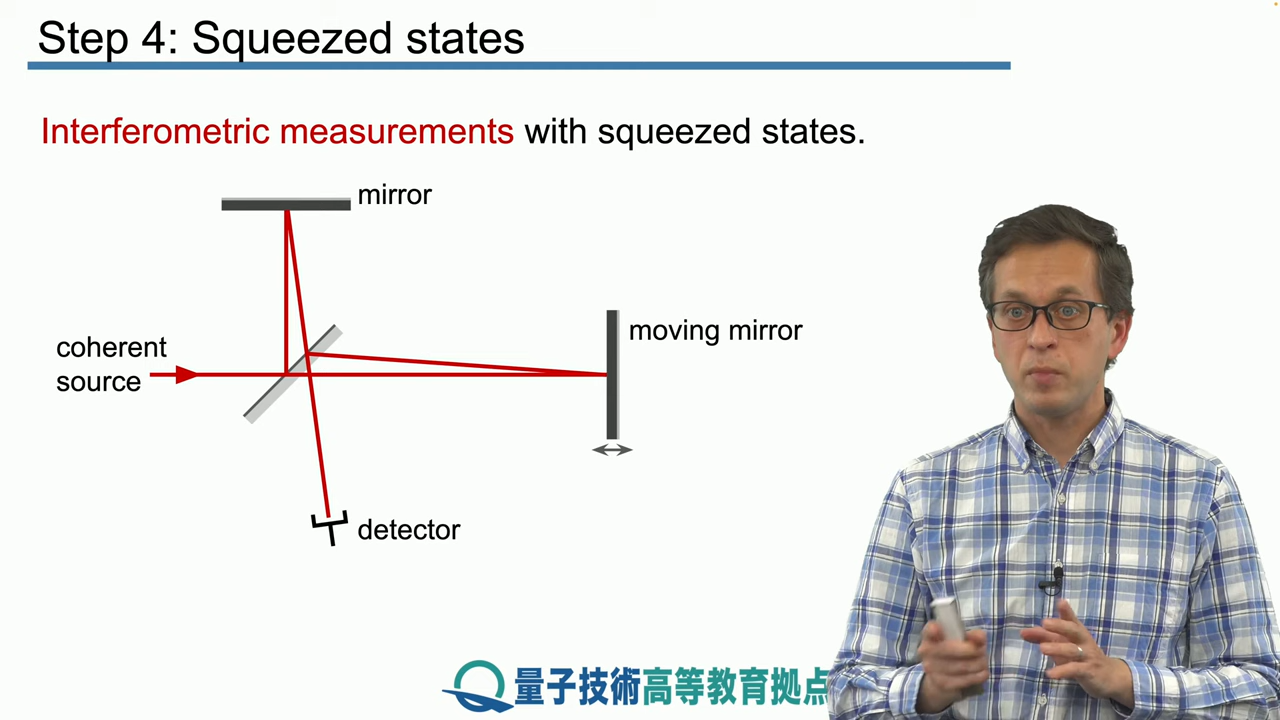 Step 4: Squeezed states
Interferometric measurements with squeezed states.
mirror
moving mirror
coherent
source
detector
量子技術高等教育拠点